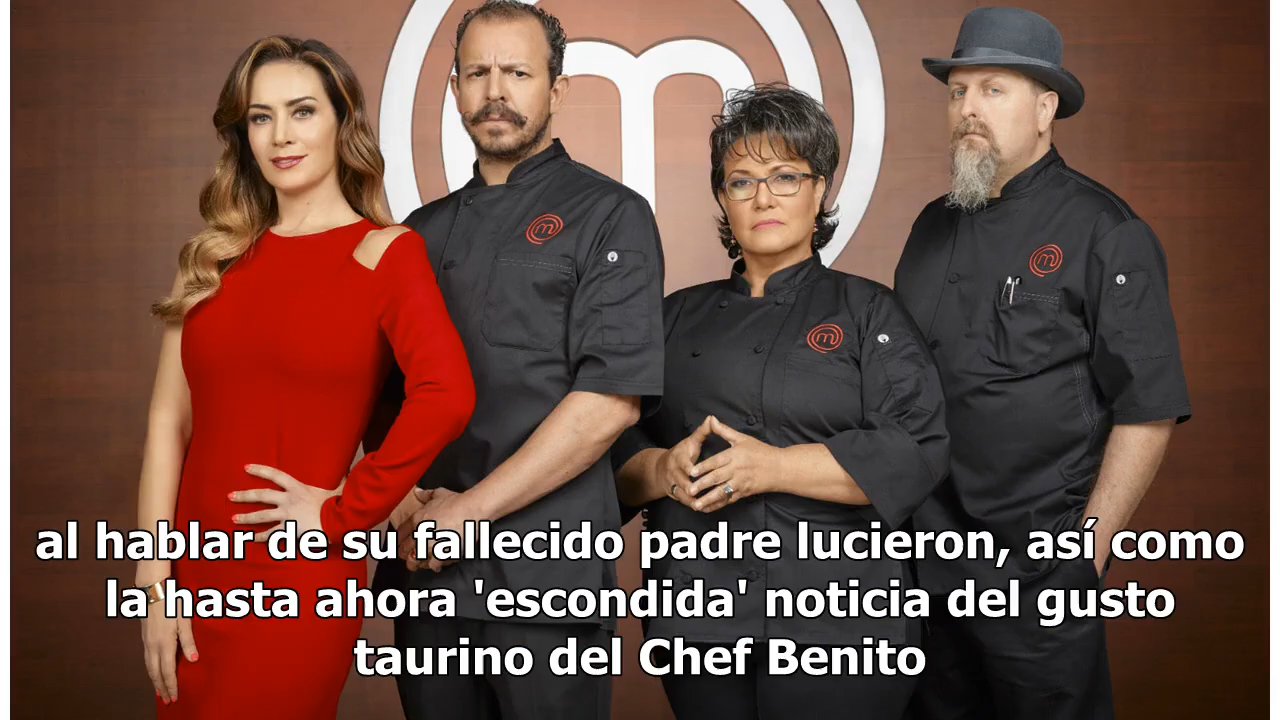 al hablar de su fallecido padre lucieron, así como
la hasta ahora 'escondida' noticia del gusto
taurino del Chef Benito